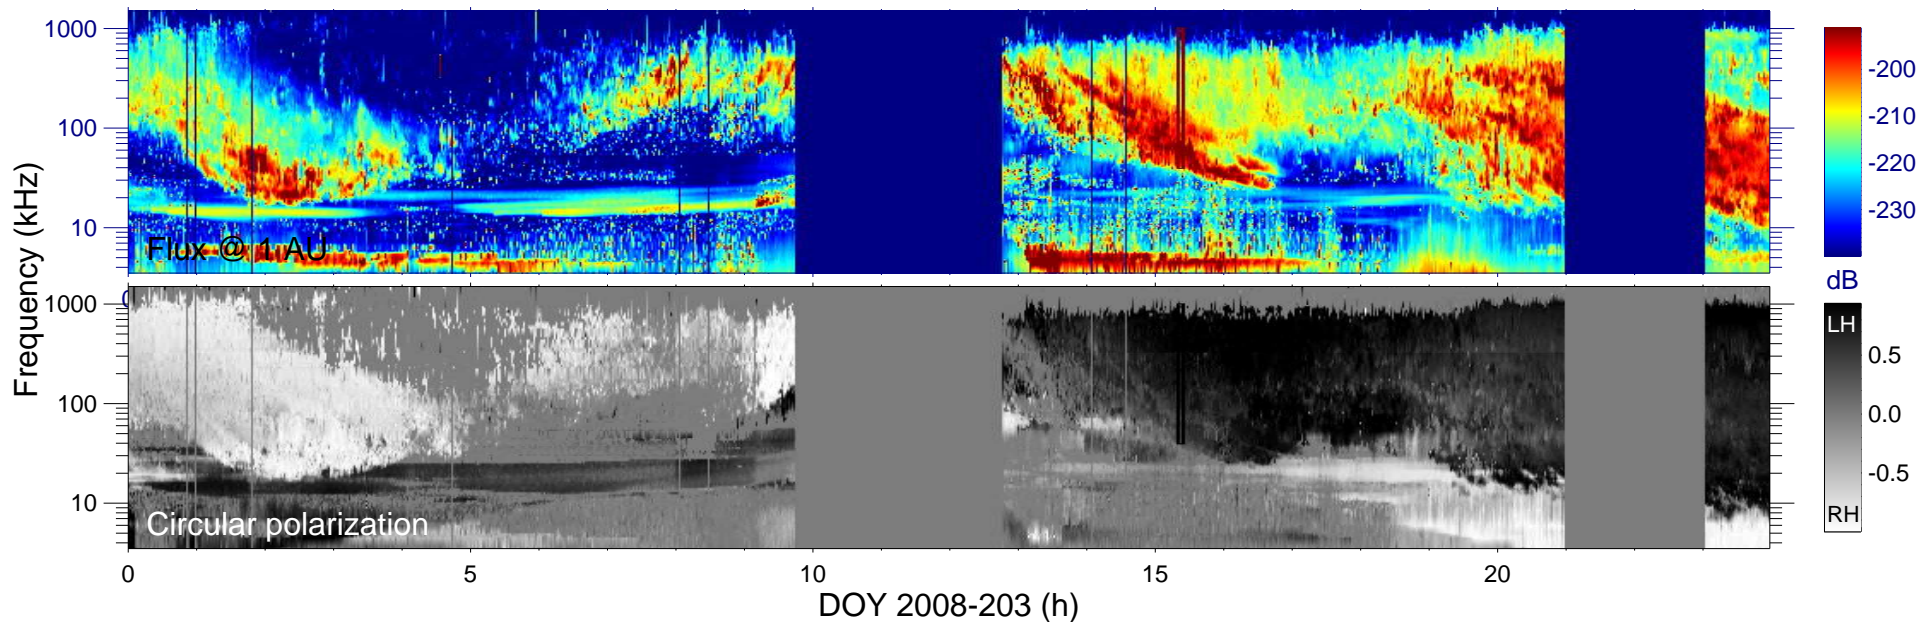 1000
100
10
Flux @ 1 AU
-200
-210
-220
-230
dB
Frequency (kHz)
1000
100
10
Circular polarization
LH
0.5
0.0
-0.5
RH
0 5 10 15 20
DOY 2008-203 (h)